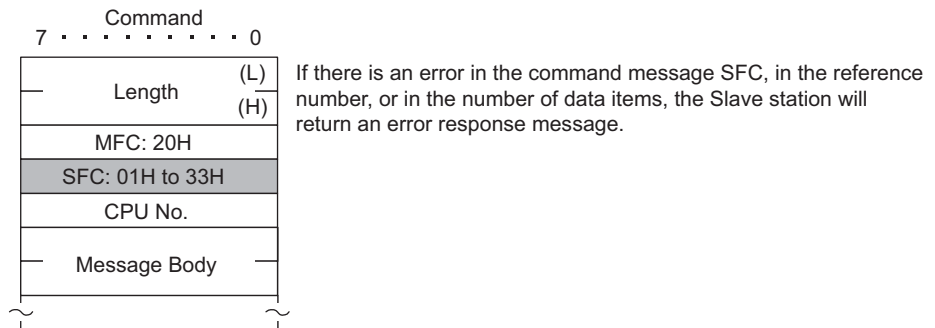 Command
7 · · · · · · · · · 0
Length
(L)
(H)
MFC: 20H
SFC: 01H to 33H
CPU No.
Message Body
If there is an error in the command message SFC, in the reference
number, or in the number of data items, the Slave station will
return an error response message.